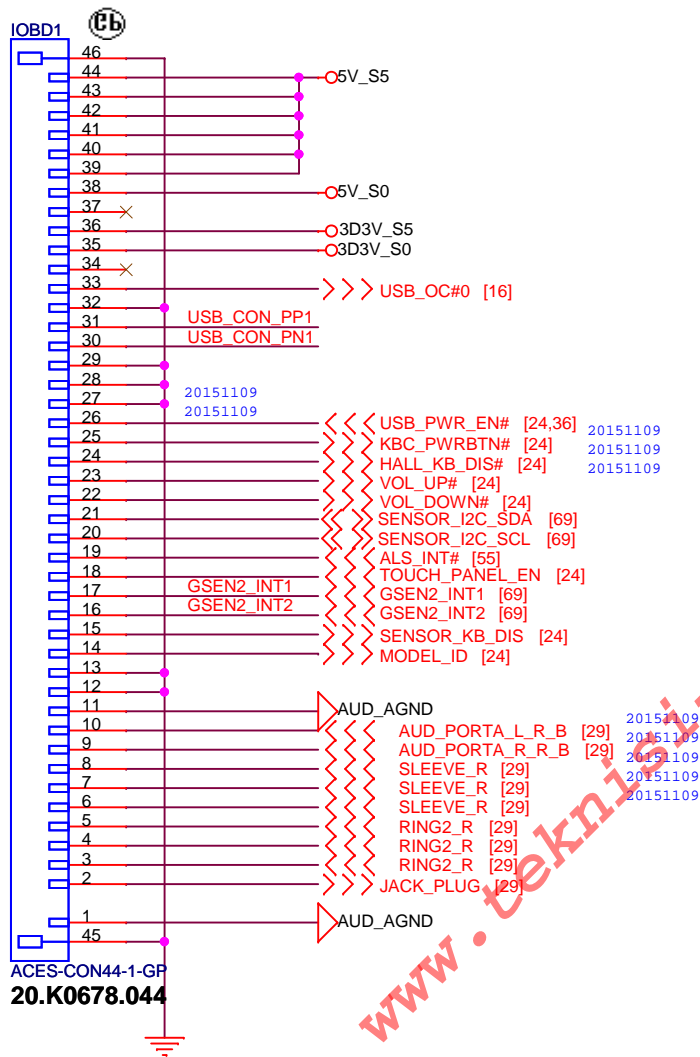 IOBD1
46
44 5V_S5
43
42
41
40
39
38 5V_S0
37
36 3D3V_S5
35 3D3V_S0
34
33 USB_OC#0 [16]
32
31 USB_CON_PP1
30 USB_CON_PN1
29
28 20151109
27 20151109
26 USB_PWR_EN# [24,36] 20151109
25 KBC_PWRBTN# [24] 20151109
24 HALL_KB_DIS# [24] 20151109
23 VOL_UP# [24]
22 VOL_DOWN# [24]
21 SENSOR_I2C_SDA [69]
20 SENSOR_I2C_SCL [69]
19 ALS_INT# [55]
18 TOUCH_PANEL_EN [24]
17 GSEN2_INT1 GSEN2_INT1 [69]
16 GSEN2_INT2 GSEN2_INT2 [69]
15 SENSOR_KB_DIS [24]
14 MODEL_ID [24]
13
12
11 AUD_AGND 20151109
10 AUD_PORTA_L_R_B [29] 20151109
9 AUD_PORTA_R_R_B [29] 20151109
8 SLEEVE_R [29] 20151109
7 SLEEVE_R [29] 20151109
6 SLEEVE_R [29]
5 RING2_R [29]
4 RING2_R [29]
3 RING2_R [29]
2 JACK_PLUG [29]
1 AUD_AGND
45
ACES-CON44-1-GP
20.K0678.044